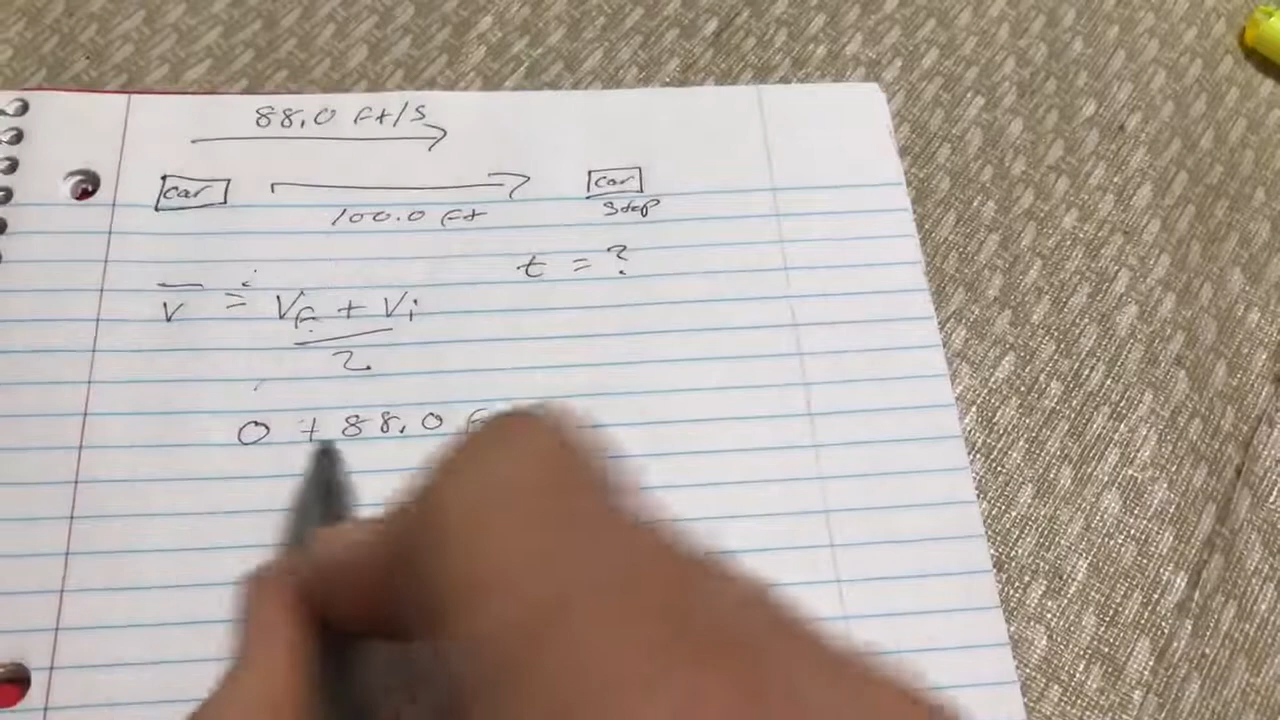 88.0 ft/s
car 100.0 ft car
stop
t = ?
v̅ = Vf + Vi
2
0 + 88.0 f